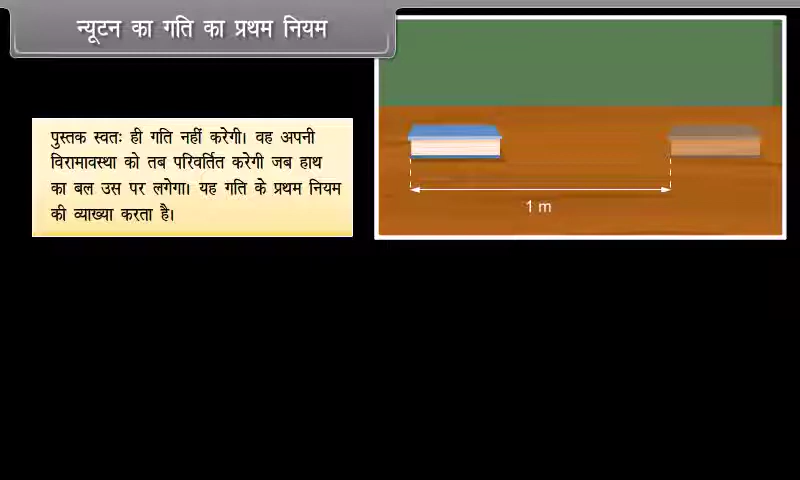 न्यूटन का गति का प्रथम नियम
पुस्तक स्वतः ही गति नहीं करेगी। वह अपनी
विरामावस्था को तब परिवर्तित करेगी जब हाथ
का बल उस पर लगेगा। यह गति के प्रथम नियम
की व्याख्या करता है।
1 m